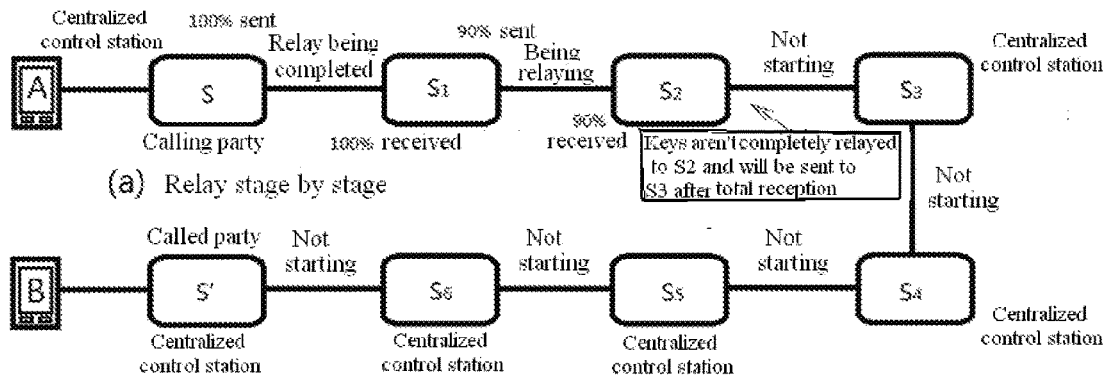 Centralized
control station
100% sent
Relay being
completed
90% sent
Being
relaying
Not
starting
Centralized
control station
A
S
S1
S2
S3
Calling party
100% received
90%
received
Keys aren't completely relayed
to S2 and will be sent to
S3 after total reception
(a) Relay stage by stage
Not
starting
Called party
Not
starting
Not
starting
Not
starting
B
S'
S6
S5
S4
Centralized
control station
Centralized
control station
Centralized
control station
Centralized
control station